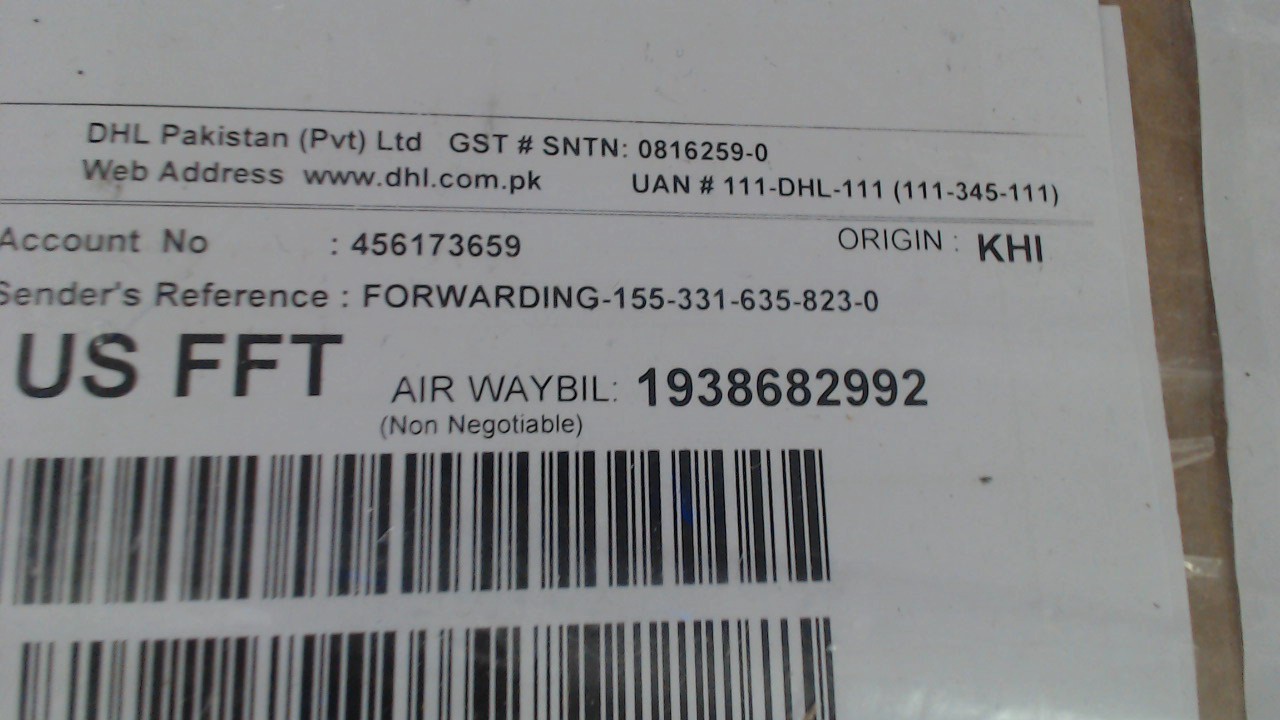 DHL Pakistan (Pvt) Ltd GST # SNTN: 0816259-0
Web Address www.dhl.com.pk UAN # 111-DHL-111 (111-345-111)
Account No : 456173659 ORIGIN : KHI
Sender's Reference : FORWARDING-155-331-635-823-0
US FFT AIR WAYBIL: 1938682992
(Non Negotiable)